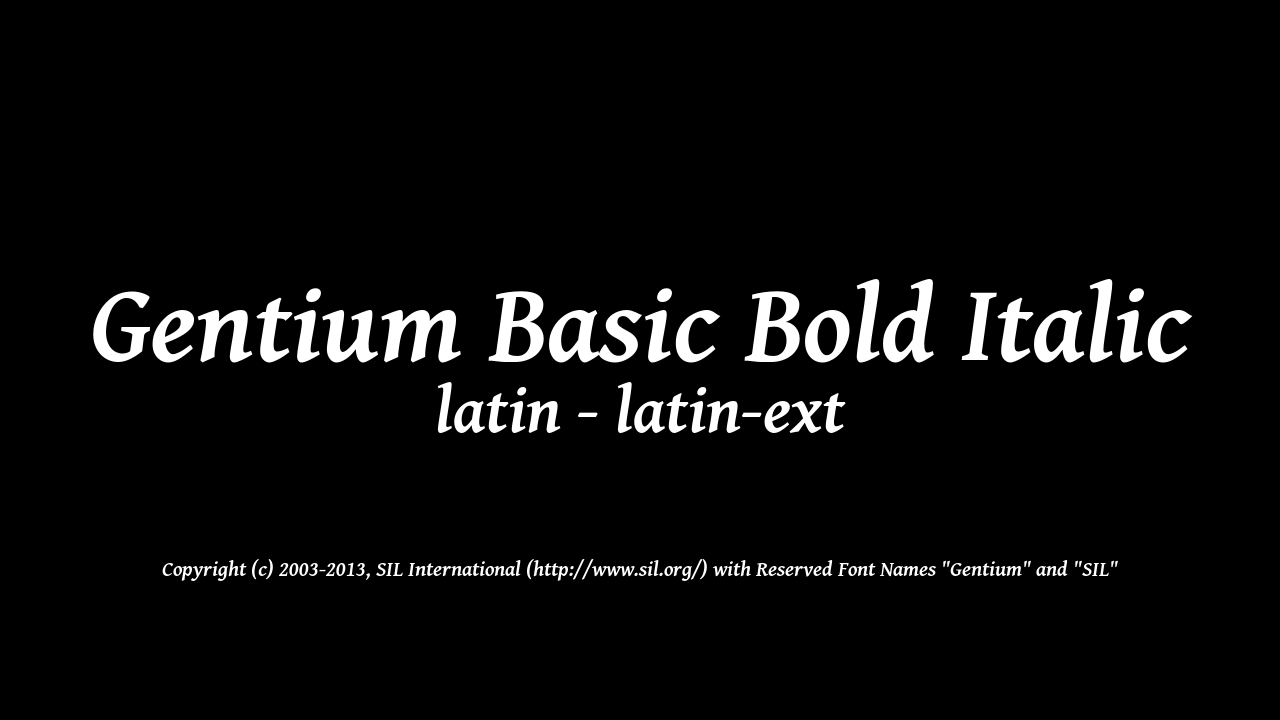 Gentium Basic Bold Italic
latin - latin-ext
Copyright (c) 2003-2013, SIL International (http://www.sil.org/) with Reserved Font Names "Gentium" and "SIL"